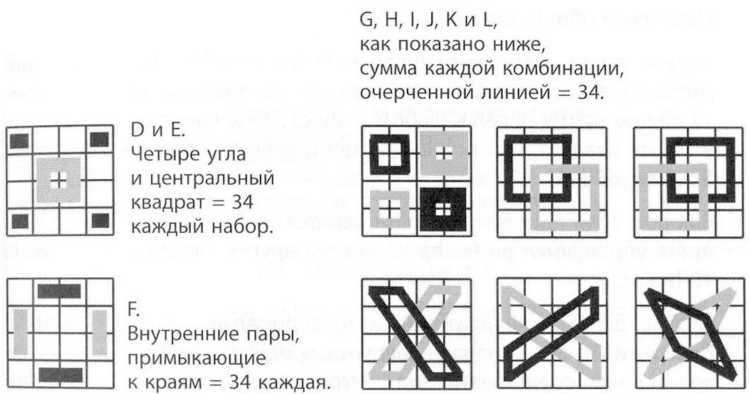 G, H, I, J, K и L,
как показано ниже,
сумма каждой комбинации,
очерченной линией = 34.
D и E.
Четыре угла
и центральный
квадрат = 34
каждый набор.
F.
Внутренние пары,
примыкающие
к краям = 34 каждая.